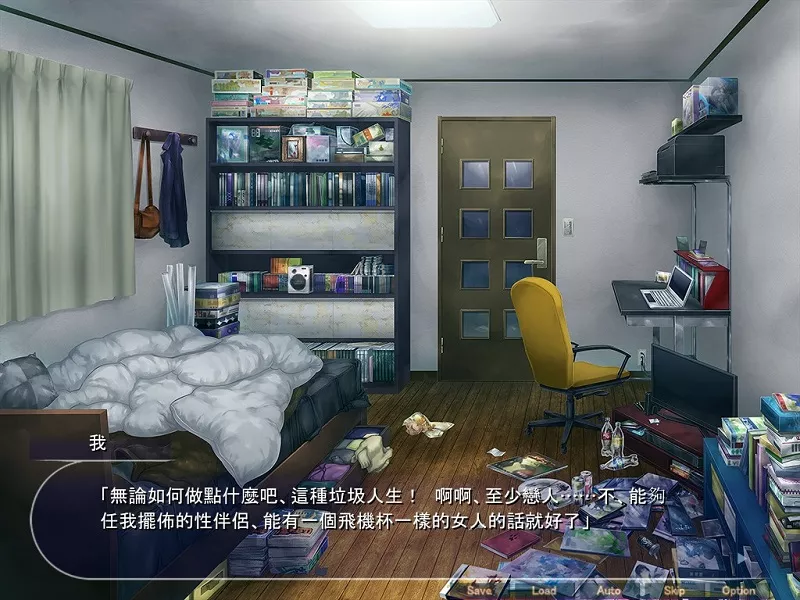 我
「無論如何做點什麼吧、這種垃圾人生！ 啊啊、至少戀人……不、能夠
任我擺佈的性伴侶、能有一個飛機杯一樣的女人的話就好了」
Save Load Auto Skip Option